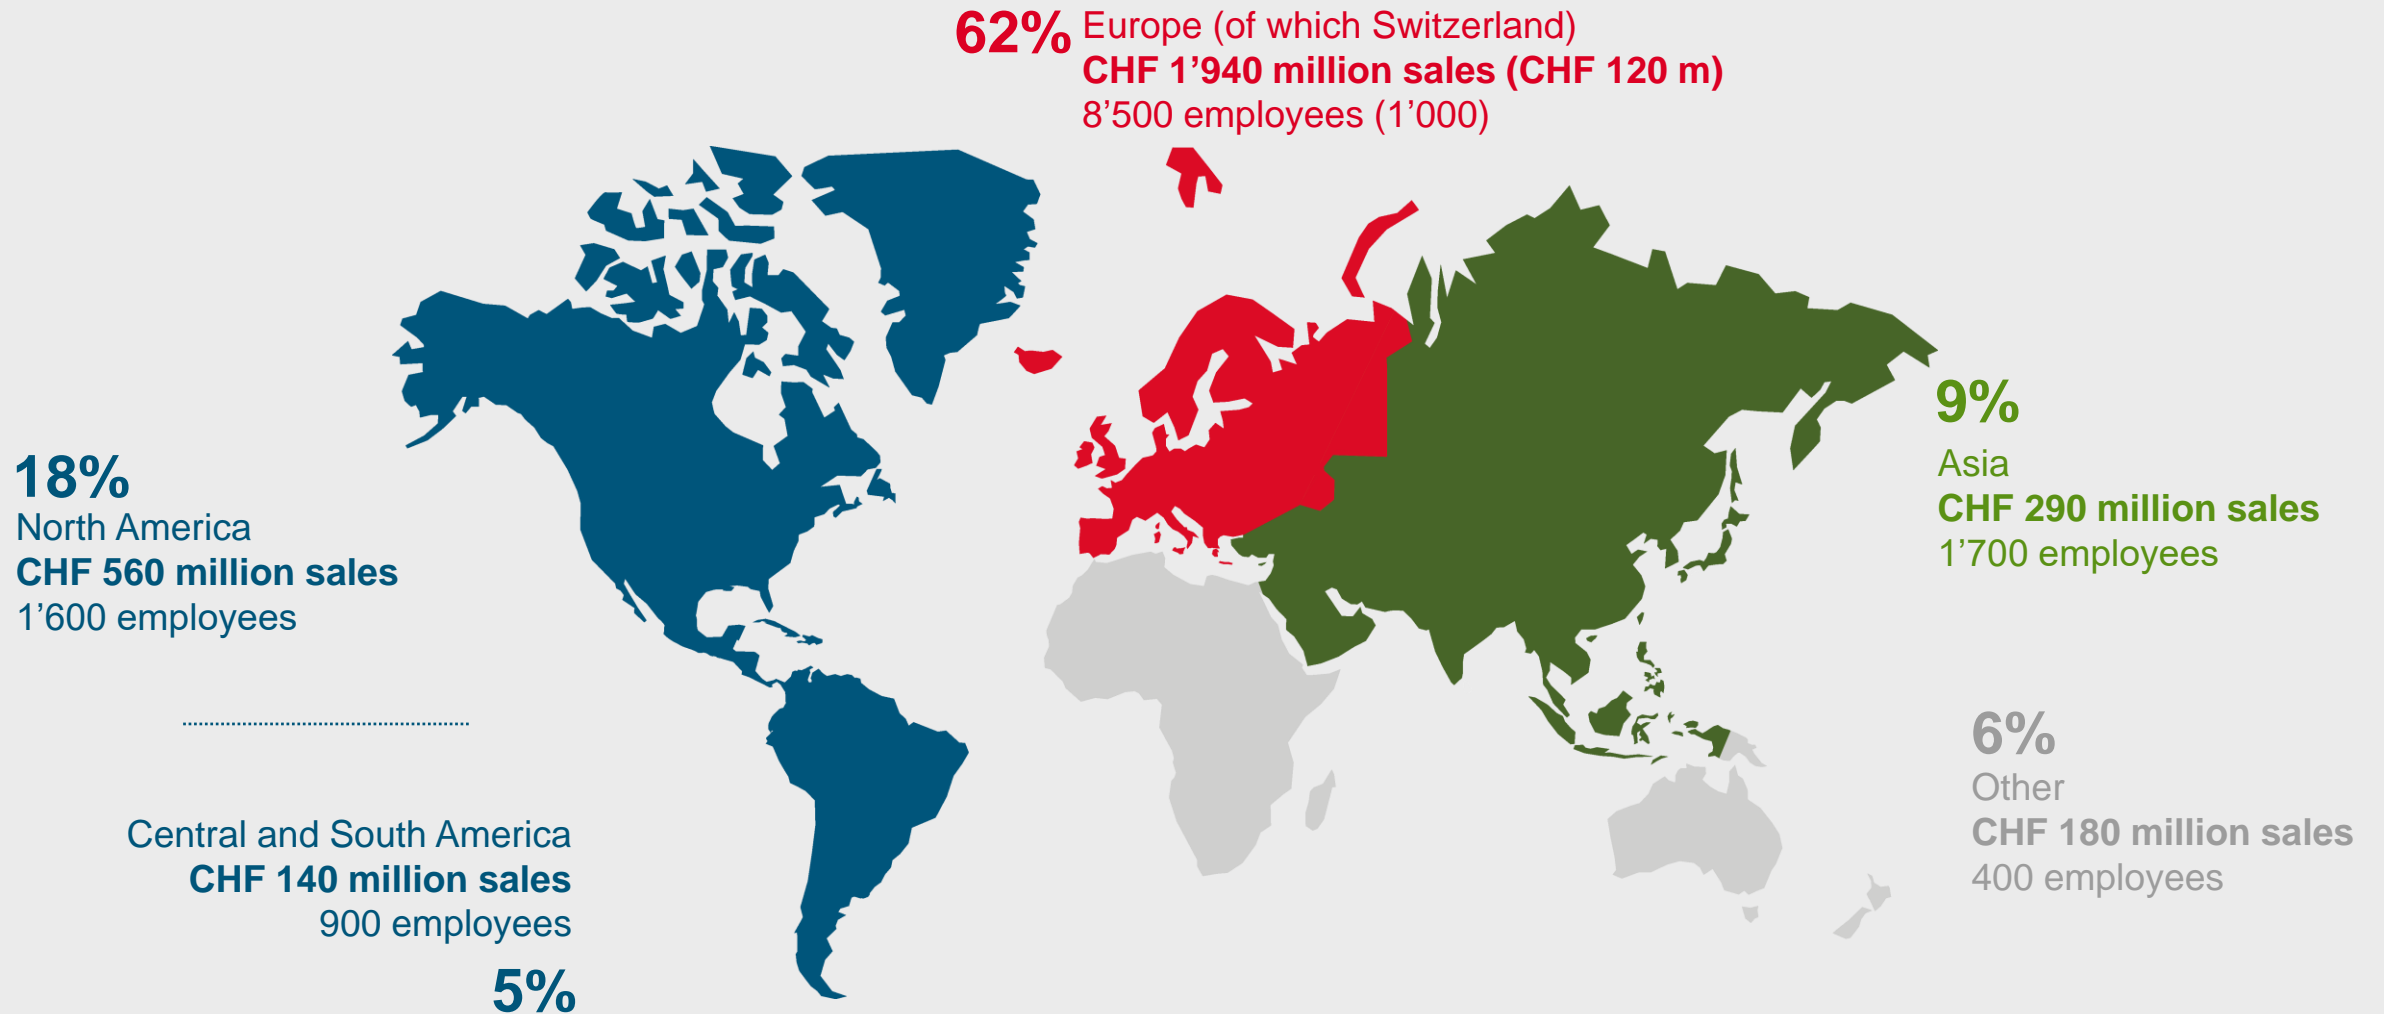 62% Europe (of which Switzerland)
CHF 1’940 million sales (CHF 120 m)
8’500 employees (1’000)
18%
North America
CHF 560 million sales
1’600 employees
Central and South America
CHF 140 million sales
900 employees
5%
9%
Asia
CHF 290 million sales
1’700 employees
6%
Other
CHF 180 million sales
400 employees